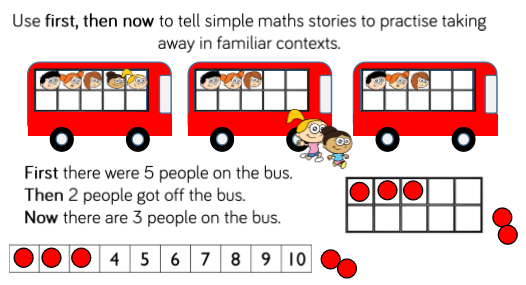 Use first, then now to tell simple maths stories to practise taking
away in familiar contexts.
First there were 5 people on the bus.
Then 2 people got off the bus.
Now there are 3 people on the bus.
4 5 6 7 8 9 10